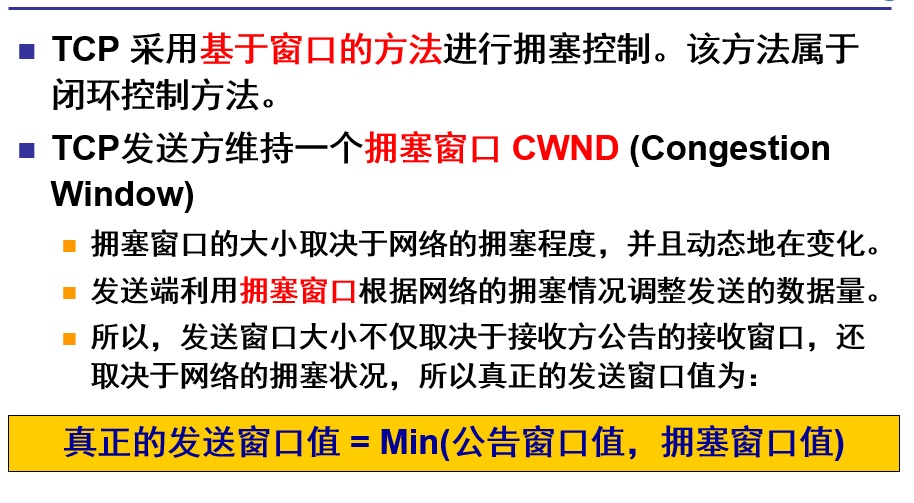 TCP 采用基于窗口的方法进行拥塞控制。该方法属于
闭环控制方法。
TCP发送方维持一个拥塞窗口 CWND (Congestion
Window)
拥塞窗口的大小取决于网络的拥塞程度，并且动态地在变化。
发送端利用拥塞窗口根据网络的拥塞情况调整发送的数据量。
所以，发送窗口大小不仅取决于接收方公告的接收窗口，还
取决于网络的拥塞状况，所以真正的发送窗口值为：
真正的发送窗口值 = Min(公告窗口值，拥塞窗口值)